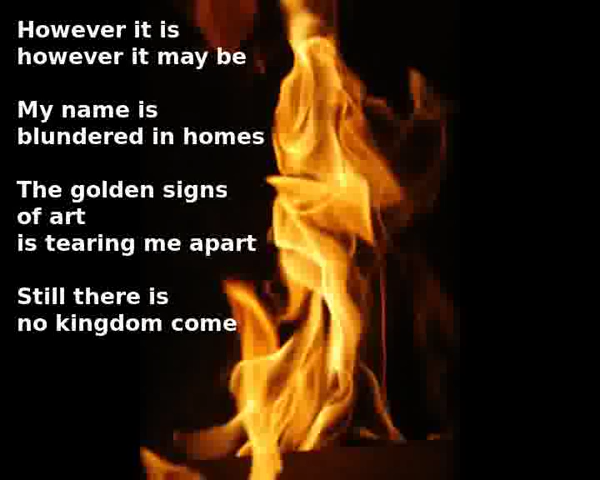 However it is
however it may be
My name is
blundered in homes
The golden signs
of art
is tearing me apart
Still there is
no kingdom come